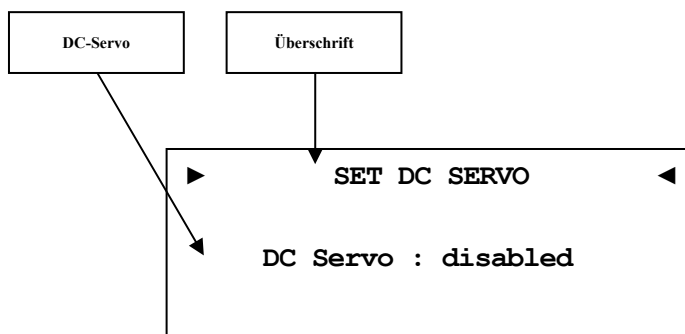 DC-Servo
Überschrift
► SET DC SERVO ◄
DC Servo : disabled